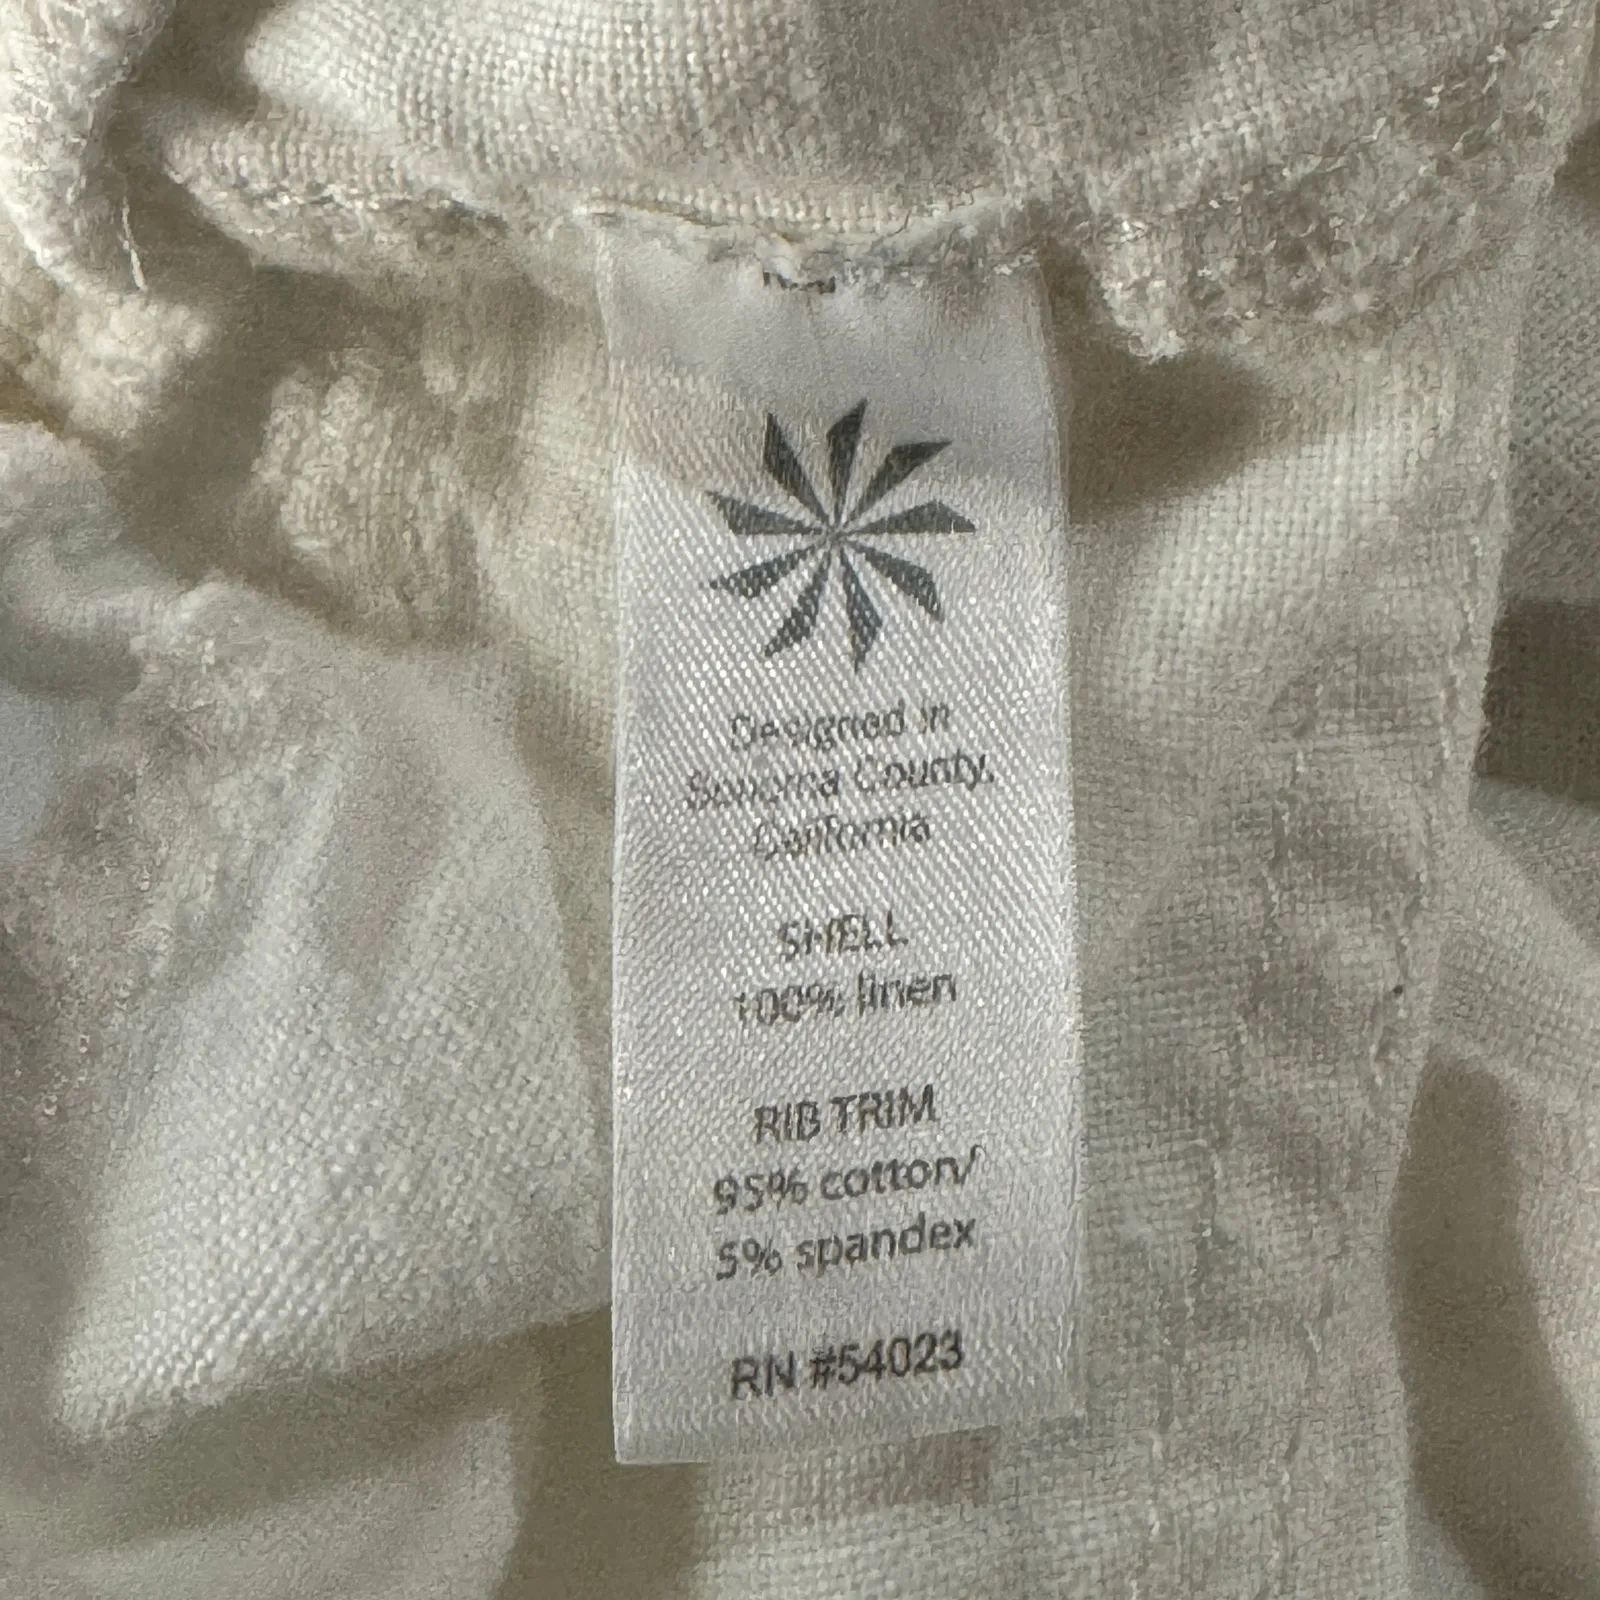 Designed in
Sonoma County,
California
SHELL
100% linen
RIB TRIM
95% cotton/
5% spandex
RN #54023